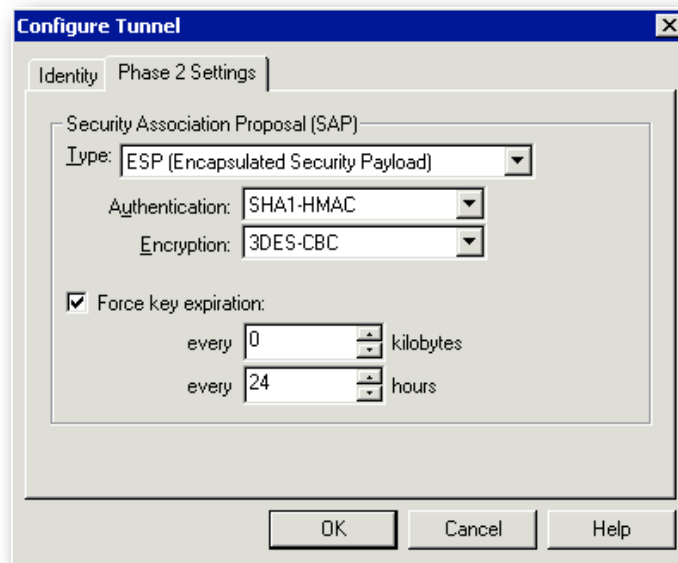 Configure Tunnel
Identity Phase 2 Settings
Security Association Proposal (SAP)
Type: ESP (Encapsulated Security Payload)
Authentication: SHA1-HMAC
Encryption: 3DES-CBC
Force key expiration:
every 0 kilobytes
every 24 hours
OK Cancel Help